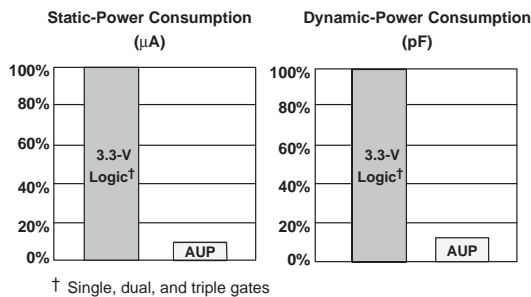 Static-Power Consumption
(μA)
100%
80%
60%
40%
20%
0%
3.3-V
Logic†
AUP
Dynamic-Power Consumption
(pF)
100%
80%
60%
40%
20%
0%
3.3-V
Logic†
AUP
† Single, dual, and triple gates